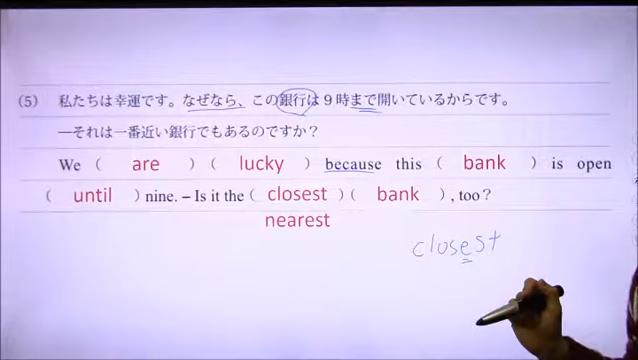 (5) 私たちは幸運です。なぜなら、この銀行は９時まで開いているからです。
―それは一番近い銀行でもあるのですか？
We ( are ) ( lucky ) because this ( bank ) is open
( until ) nine. – Is it the ( closest ) ( bank ), too?
nearest
closest